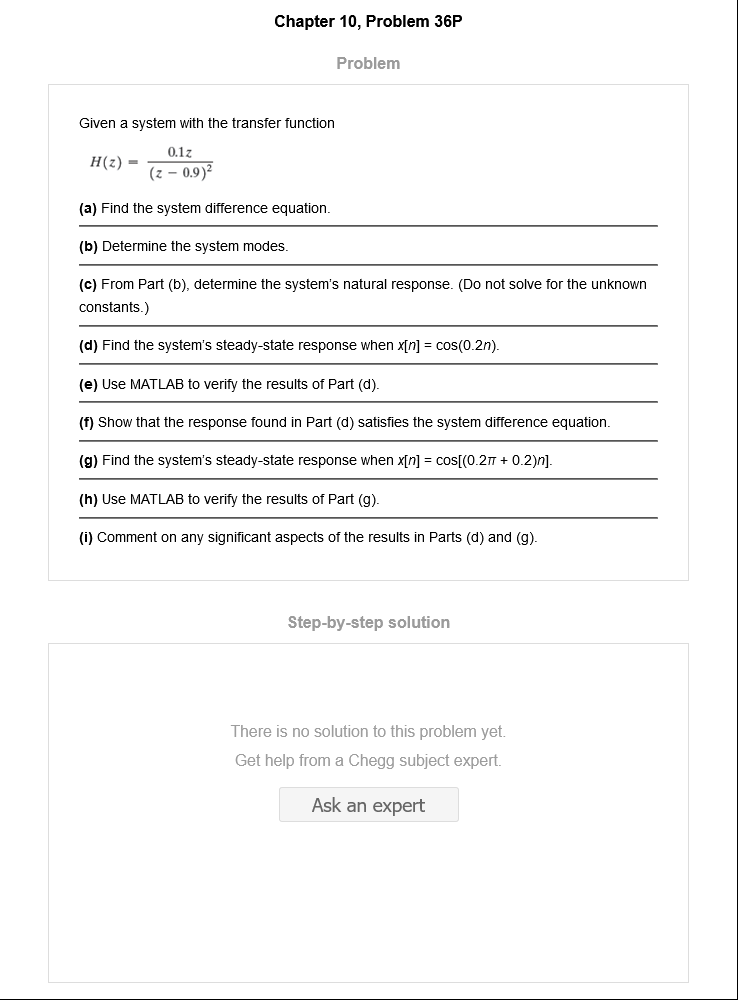 Chapter 10, Problem 36P
Problem
Given a system with the transfer function
H(z) = 0.1z / (z − 0.9)²
(a) Find the system difference equation.
(b) Determine the system modes.
(c) From Part (b), determine the system's natural response. (Do not solve for the unknown
constants.)
(d) Find the system's steady-state response when x[n] = cos(0.2n).
(e) Use MATLAB to verify the results of Part (d).
(f) Show that the response found in Part (d) satisfies the system difference equation.
(g) Find the system's steady-state response when x[n] = cos[(0.2π + 0.2)n].
(h) Use MATLAB to verify the results of Part (g).
(i) Comment on any significant aspects of the results in Parts (d) and (g).
Step-by-step solution
There is no solution to this problem yet.
Get help from a Chegg subject expert.
Ask an expert